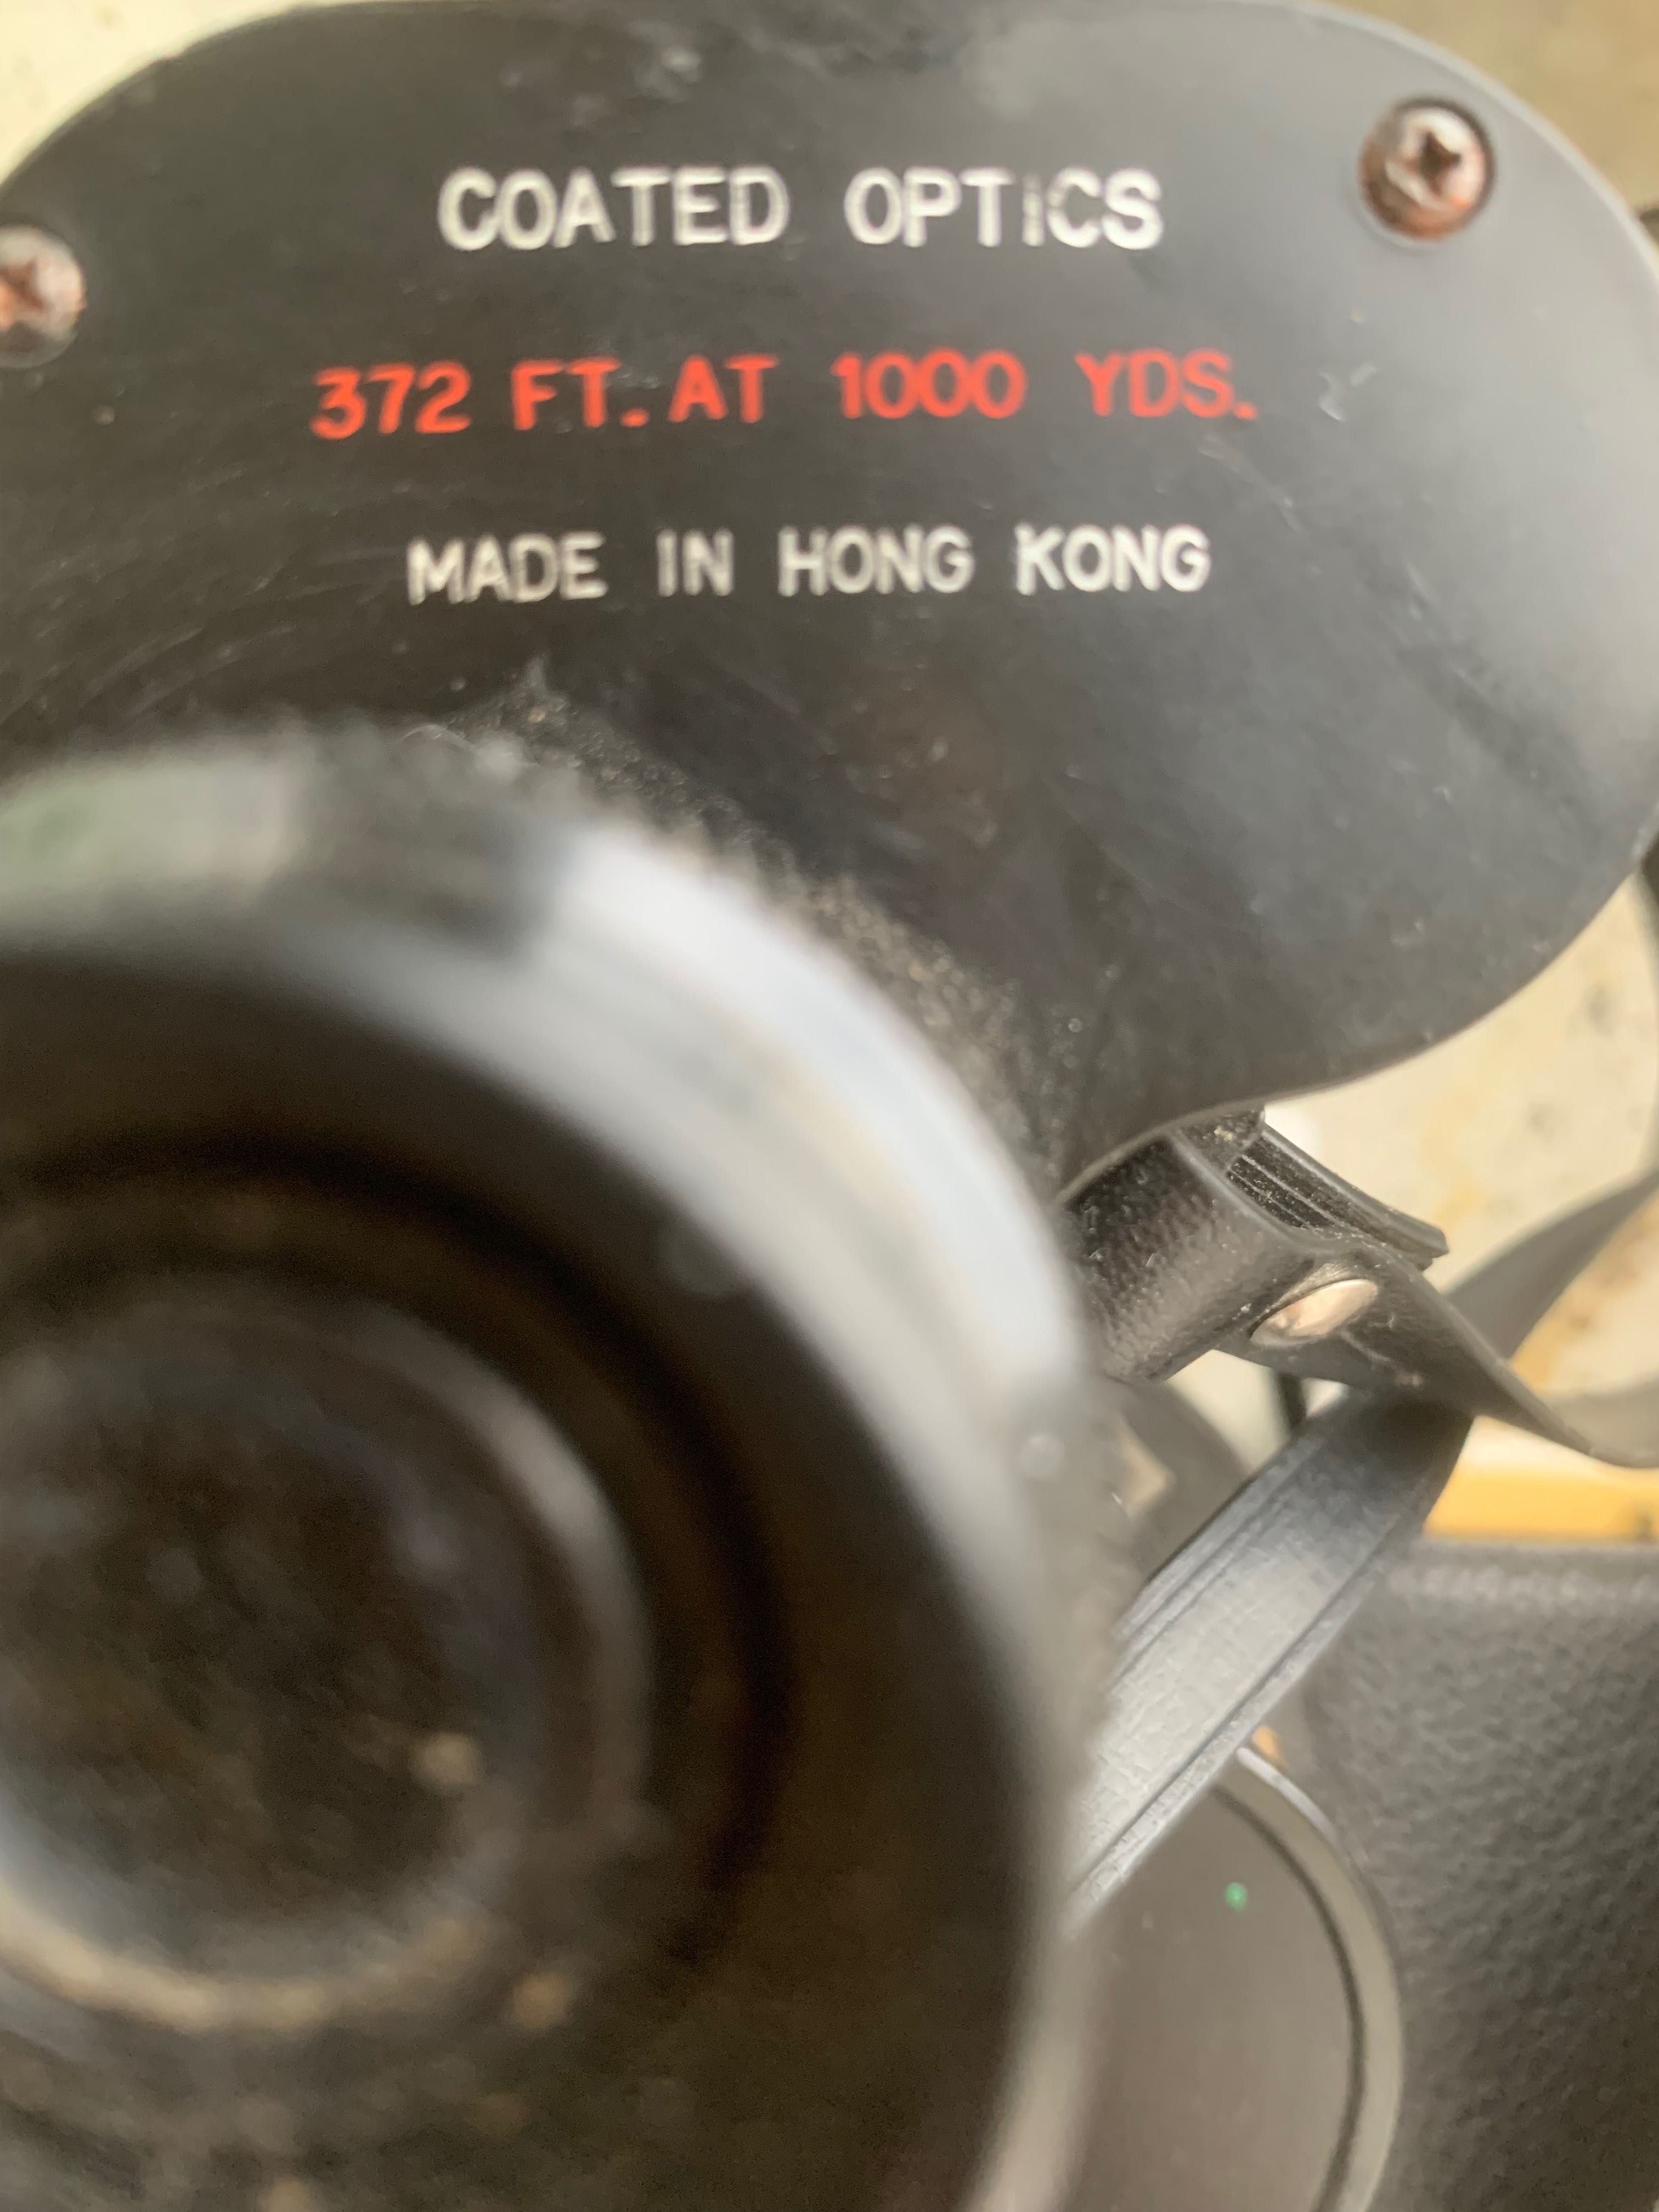 COATED OPTiCS
372 FT. AT 1000 YDS.
MADE IN HONG KONG